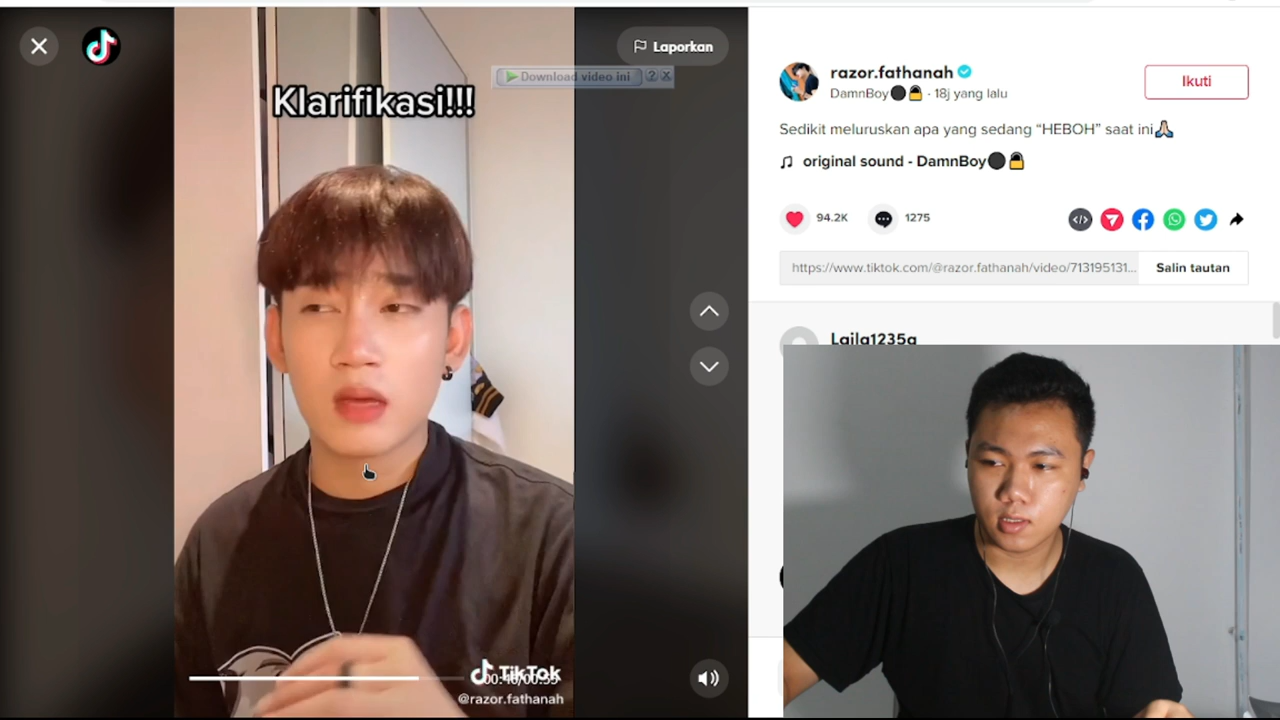 Laporkan
Download video ini
Klarifikasi!!!
TikTok
@razor.fathanah
razor.fathanah
DamnBoy⚫🔒 · 18j yang lalu
Ikuti
Sedikit meluruskan apa yang sedang “HEBOH” saat ini🙏🏻
original sound - DamnBoy⚫🔒
94.2K
1275
https://www.tiktok.com/@razor.fathanah/video/713195131...
Salin tautan